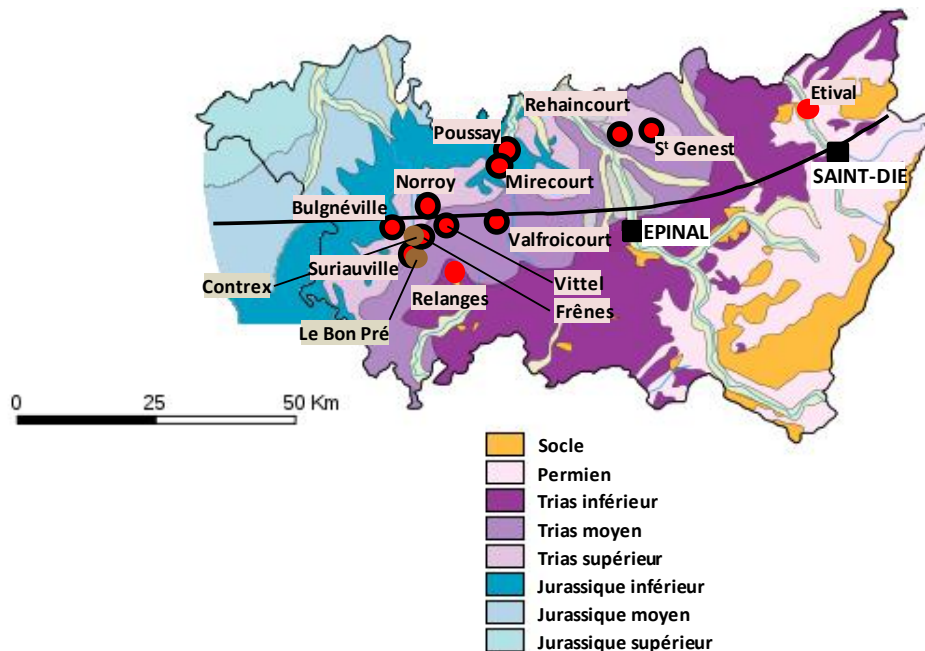 Etival
Rehaincourt
Poussay
Sᵗ Genest
SAINT-DIE
Mirecourt
Norroy
Bulgnéville
EPINAL
Valfroicourt
Contrex
Suriauville
Vittel
Relanges
Frênes
Le Bon Pré
0 25 50 Km
Socle
Permien
Trias inférieur
Trias moyen
Trias supérieur
Jurassique inférieur
Jurassique moyen
Jurassique supérieur